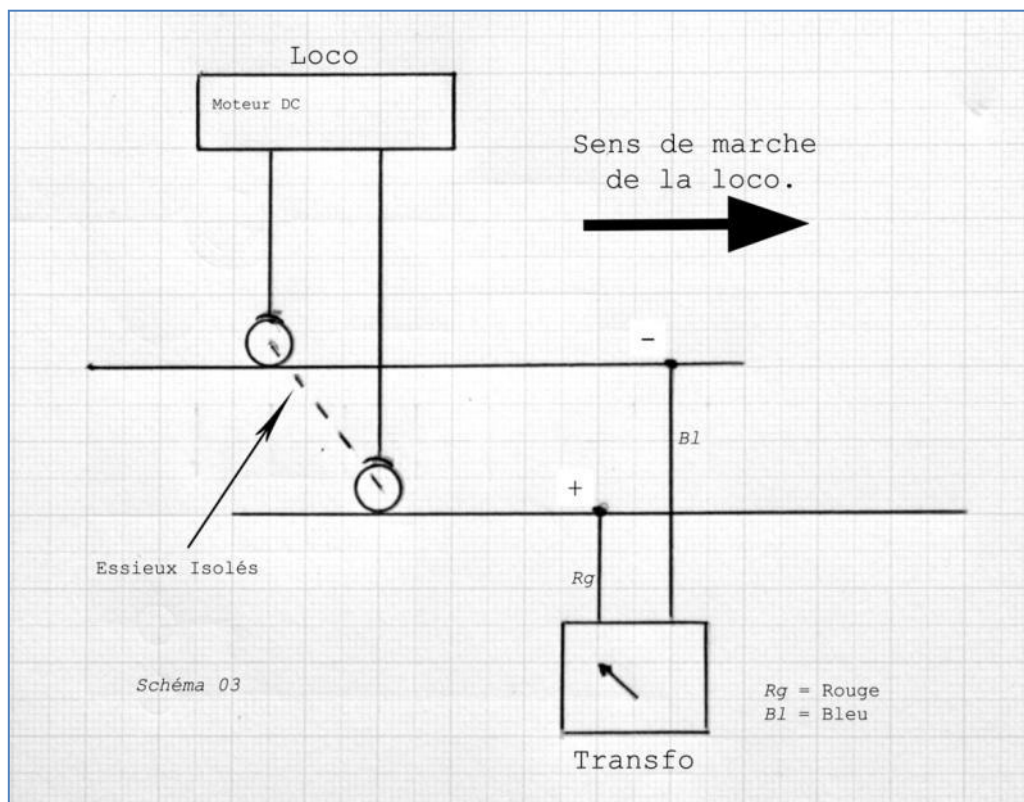 Loco
Moteur DC
Sens de marche
de la loco.
-
Bl
+
Rg
Essieux Isolés
Schéma 03
Rg = Rouge
Bl = Bleu
Transfo